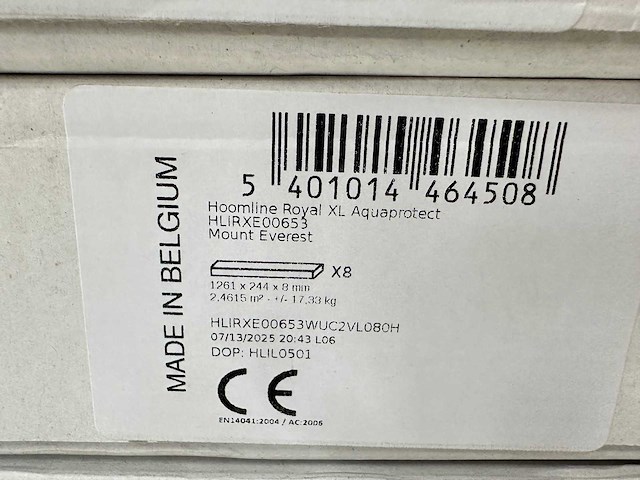 MADE IN BELGIUM
5 401014 464508
Hoomline Royal XL Aquaprotect
HLIRXE00653
Mount Everest
X8
1261 x 244 x 8 mm
2,4615 m² - +/- 17,33 kg
HLIRXE00653WUC2VL080H
07/13/2025 20:43 L06
DOP: HLIL0501
CE
EN14041:2004 / AC:2006